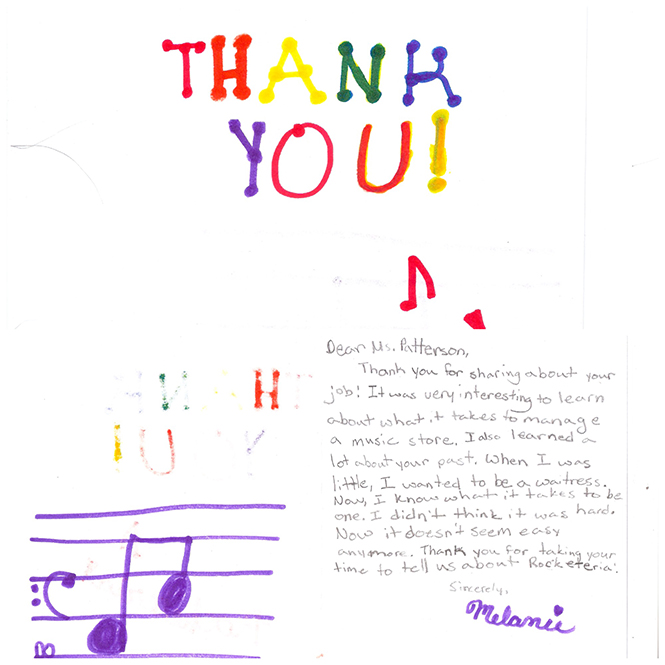 THANK
YOU!
Dear Ms. Patterson,
Thank you for sharing about your
job! It was very interesting to learn
about what it takes to manage
a music store. I also learned a
lot about your past. When I was
little, I wanted to be a waitress.
Now, I know what it takes to be
one. I didn't think it was hard.
Now it doesn't seem easy
anymore. Thank you for taking your
time to tell us about Rocketeria.
Sincerely,
Melanie